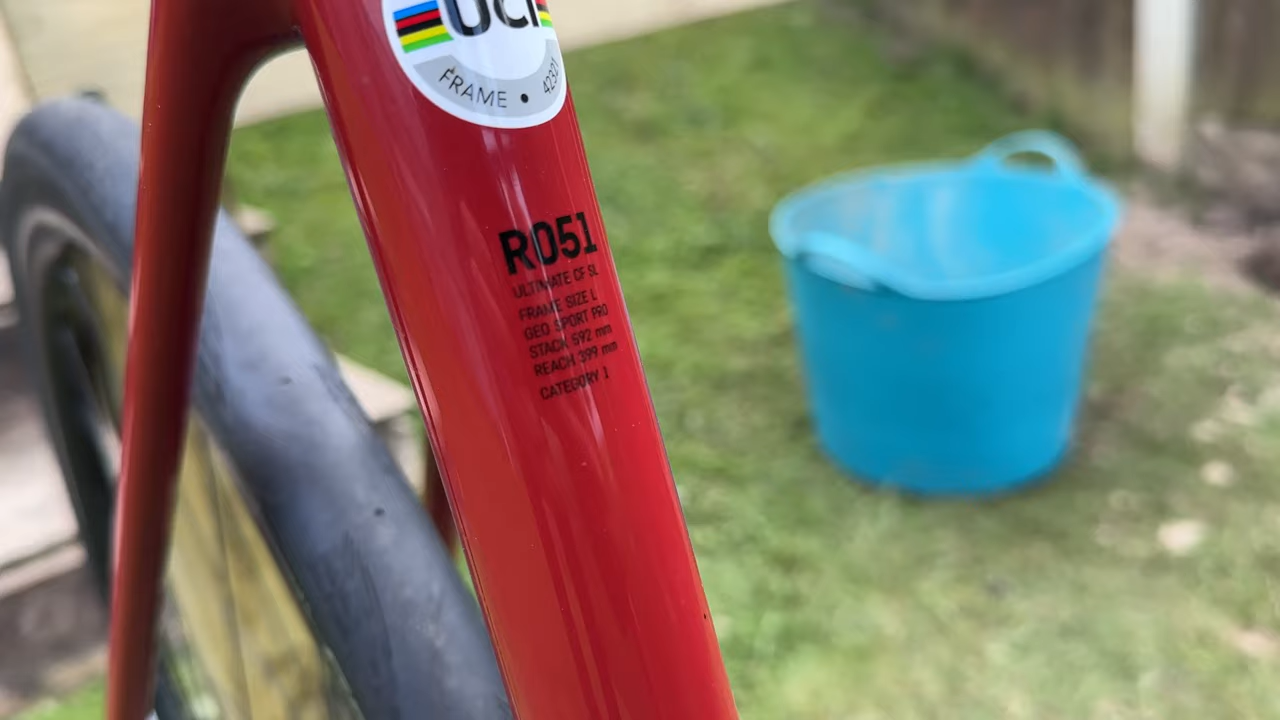 UCI
FRAME • 4232
R051
ULTIMATE CF SL
FRAME SIZE L
GEO SPORT PRO
STACK 592 mm
REACH 399 mm
CATEGORY 1